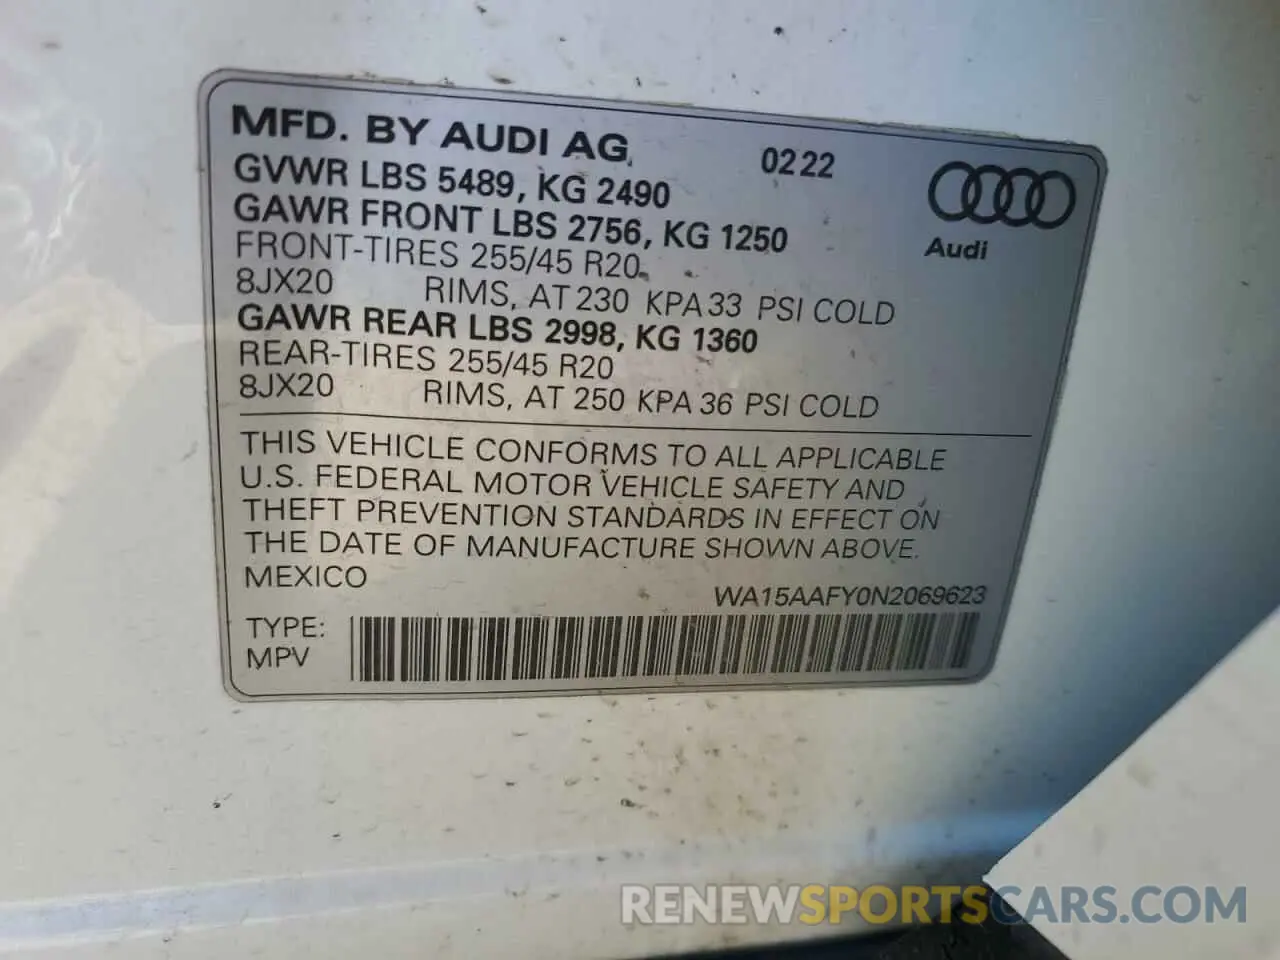 MFD. BY AUDI AG
0222
GVWR LBS 5489, KG 2490
GAWR FRONT LBS 2756, KG 1250
Audi
FRONT-TIRES 255/45 R20
8JX20 RIMS, AT 230 KPA 33 PSI COLD
GAWR REAR LBS 2998, KG 1360
REAR-TIRES 255/45 R20
8JX20 RIMS, AT 250 KPA 36 PSI COLD
THIS VEHICLE CONFORMS TO ALL APPLICABLE
U.S. FEDERAL MOTOR VEHICLE SAFETY AND
THEFT PREVENTION STANDARDS IN EFFECT ON
THE DATE OF MANUFACTURE SHOWN ABOVE.
MEXICO
WA15AAFY0N2069623
TYPE:
MPV
RENEWSPORTSCARS.COM